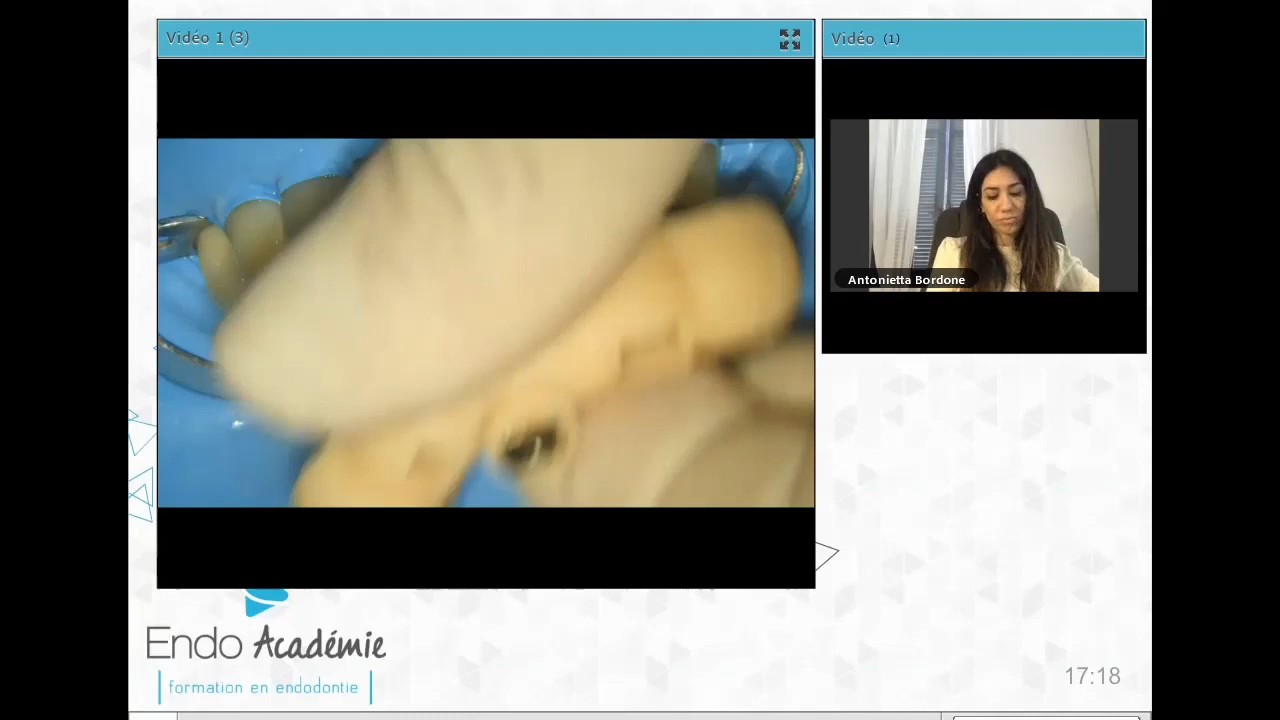 Vidéo 1 (3)
Vidéo (1)
Antonietta Bordone
Endo Académie
formation en endodontie
17:18